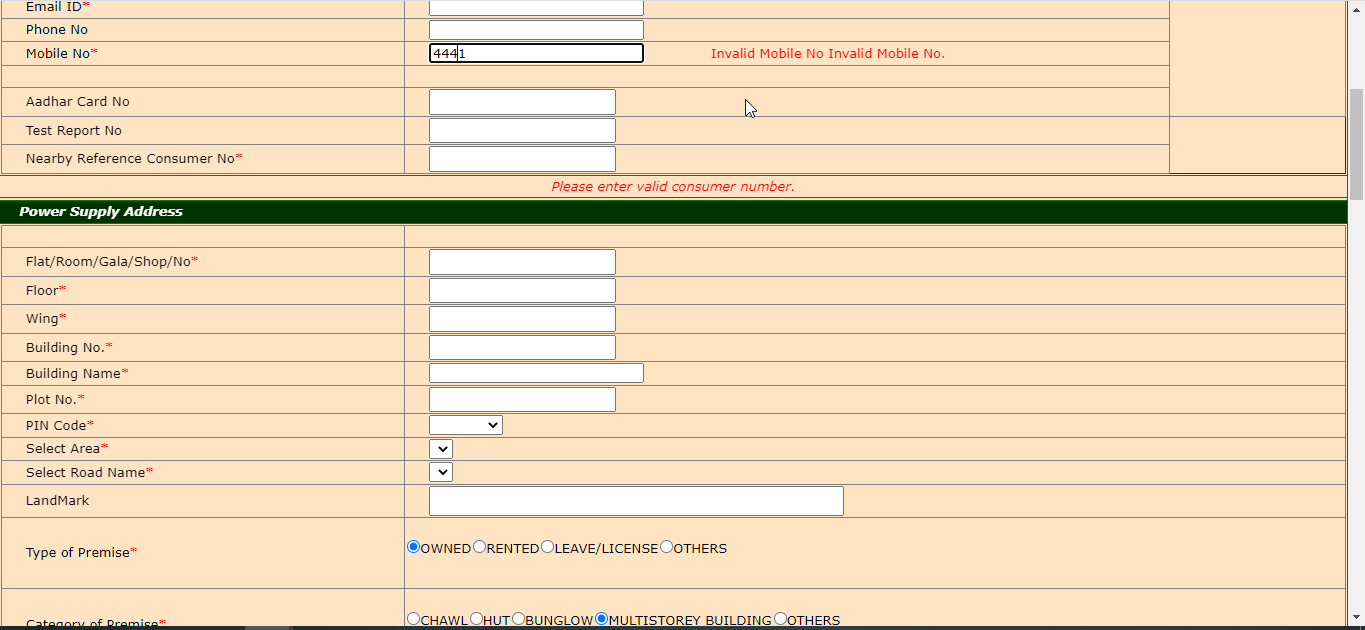 Email ID*
Phone No
Mobile No* 4441 Invalid Mobile No Invalid Mobile No.
Aadhar Card No
Test Report No
Nearby Reference Consumer No*
Please enter valid consumer number.
Power Supply Address
Flat/Room/Gala/Shop/No*
Floor*
Wing*
Building No.*
Building Name*
Plot No.*
PIN Code*
Select Area*
Select Road Name*
LandMark
Type of Premise* OWNED RENTED LEAVE/LICENSE OTHERS
Category of Premise* CHAWL HUT BUNGLOW MULTISTOREY BUILDING OTHERS